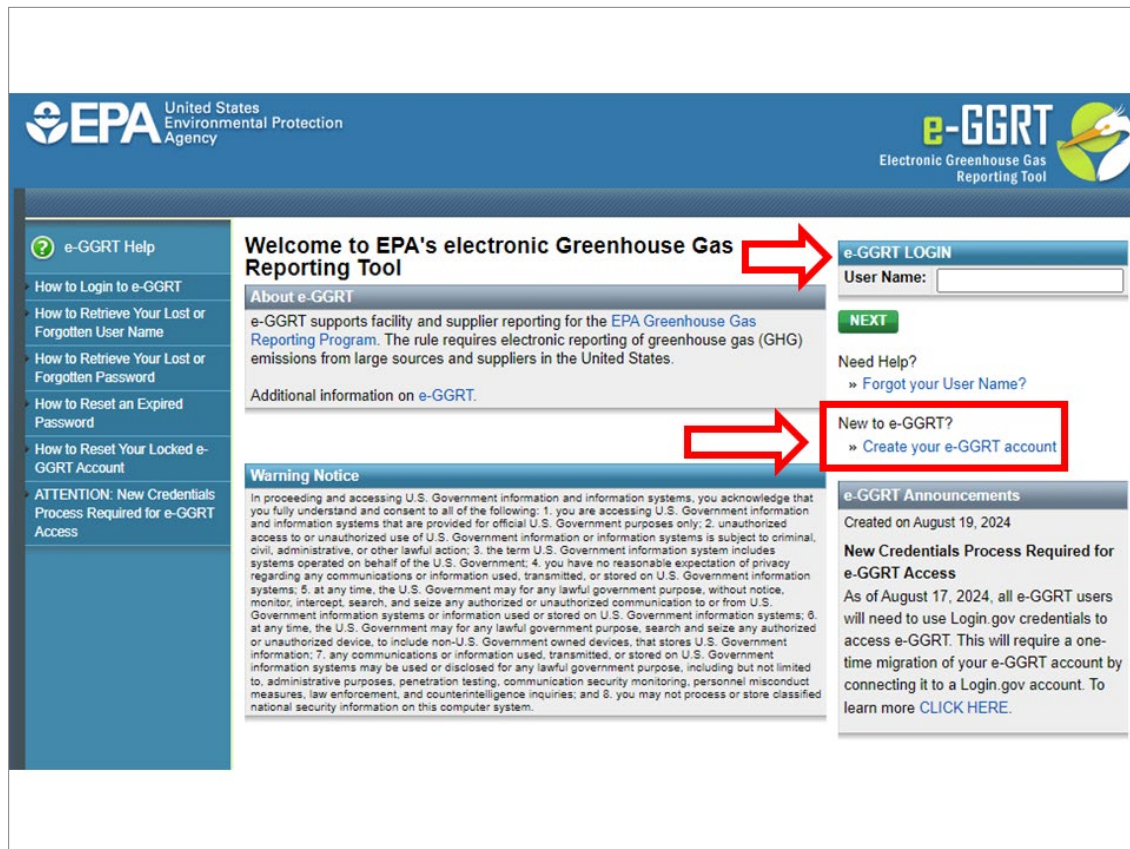 EPA
United States
Environmental Protection
Agency
e-GGRT
Electronic Greenhouse Gas
Reporting Tool
? e-GGRT Help
How to Login to e-GGRT
How to Retrieve Your Lost or
Forgotten User Name
How to Retrieve Your Lost or
Forgotten Password
How to Reset an Expired
Password
How to Reset Your Locked e-
GGRT Account
ATTENTION: New Credentials
Process Required for e-GGRT
Access
Welcome to EPA's electronic Greenhouse Gas
Reporting Tool
About e-GGRT
e-GGRT supports facility and supplier reporting for the EPA Greenhouse Gas
Reporting Program. The rule requires electronic reporting of greenhouse gas (GHG)
emissions from large sources and suppliers in the United States.
Additional information on e-GGRT.
Warning Notice
In proceeding and accessing U.S. Government information and information systems, you acknowledge that
you fully understand and consent to all of the following: 1. you are accessing U.S. Government information
and information systems that are provided for official U.S. Government purposes only; 2. unauthorized
access to or unauthorized use of U.S. Government information or information systems is subject to criminal,
civil, administrative, or other lawful action; 3. the term U.S. Government information system includes
systems operated on behalf of the U.S. Government; 4. you have no reasonable expectation of privacy
regarding any communications or information used, transmitted, or stored on U.S. Government information
systems; 5. at any time, the U.S. Government may for any lawful government purpose, without notice,
monitor, intercept, search, and seize any authorized or unauthorized communication to or from U.S.
Government information systems or information used or stored on U.S. Government information systems; 6.
at any time, the U.S. Government may for any lawful government purpose, search and seize any authorized
or unauthorized device, to include non-U.S. Government owned devices, that stores U.S. Government
information; 7. any communications or information used, transmitted, or stored on U.S. Government
information systems may be used or disclosed for any lawful government purpose, including but not limited
to, administrative purposes, penetration testing, communication security monitoring, personnel misconduct
measures, law enforcement, and counterintelligence inquiries; and 8. you may not process or store classified
national security information on this computer system.
e-GGRT LOGIN
User Name:
NEXT
Need Help?
» Forgot your User Name?
New to e-GGRT?
» Create your e-GGRT account
e-GGRT Announcements
Created on August 19, 2024
New Credentials Process Required for
e-GGRT Access
As of August 17, 2024, all e-GGRT users
will need to use Login.gov credentials to
access e-GGRT. This will require a one-
time migration of your e-GGRT account by
connecting it to a Login.gov account. To
learn more CLICK HERE.